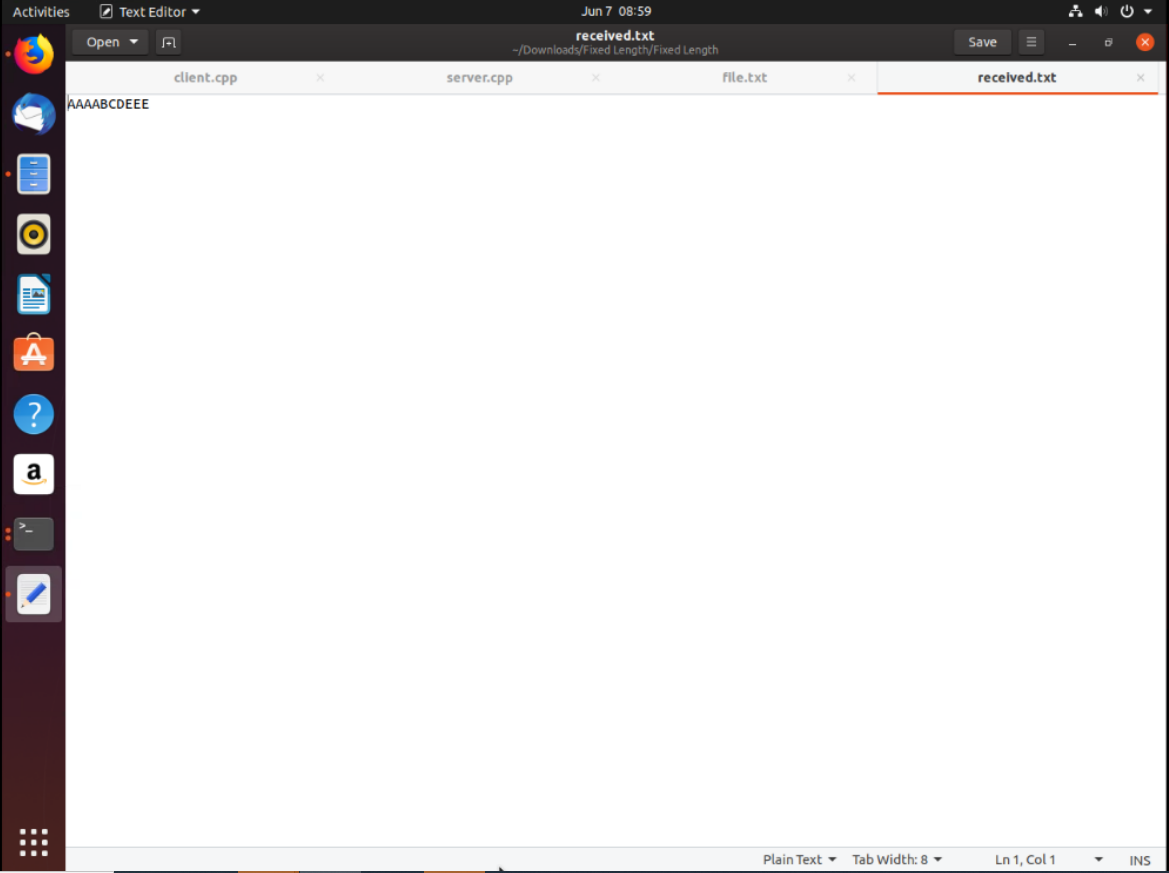 Activities Text Editor Jun 7 08:59
Open received.txt Save
~/Downloads/Fixed Length/Fixed Length
client.cpp server.cpp file.txt received.txt
AAAABCDEEE
?
a
>_
Plain Text Tab Width: 8 Ln 1, Col 1 INS